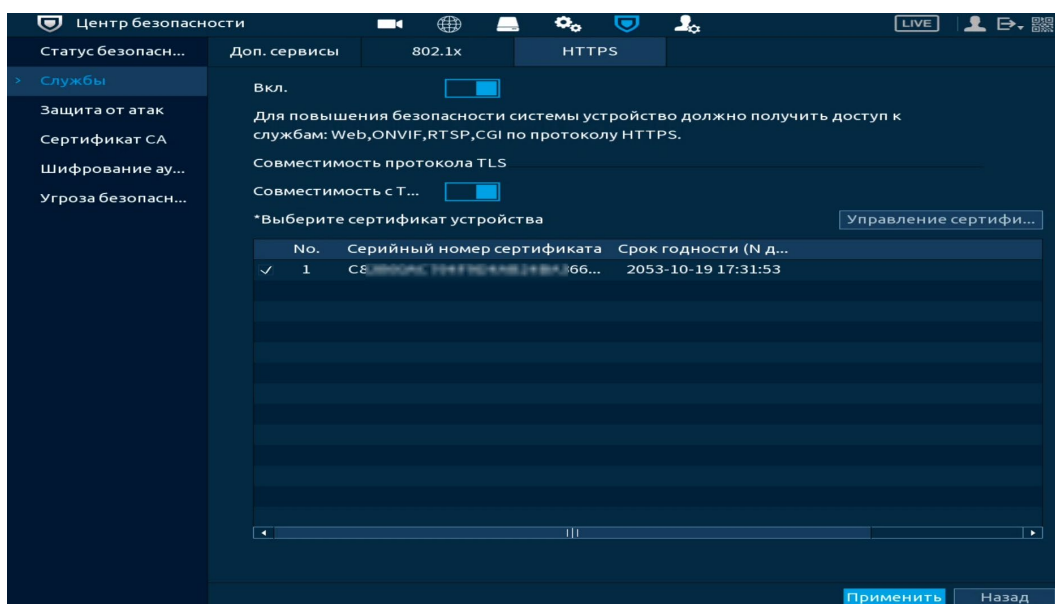 Центр безопасности
LIVE
Статус безопасн...
Службы
Защита от атак
Сертификат CA
Шифрование ау...
Угроза безопасн...
Доп. сервисы 802.1x HTTPS
Вкл.
Для повышения безопасности системы устройство должно получить доступ к
службам: Web,ONVIF,RTSP,CGI по протоколу HTTPS.
Совместимость протокола TLS
Совместимость с T...
*Выберите сертификат устройства
Управление сертифи...
No. Серийный номер сертификата Срок годности (N д...
1 2053-10-19 17:31:53
Применить Назад